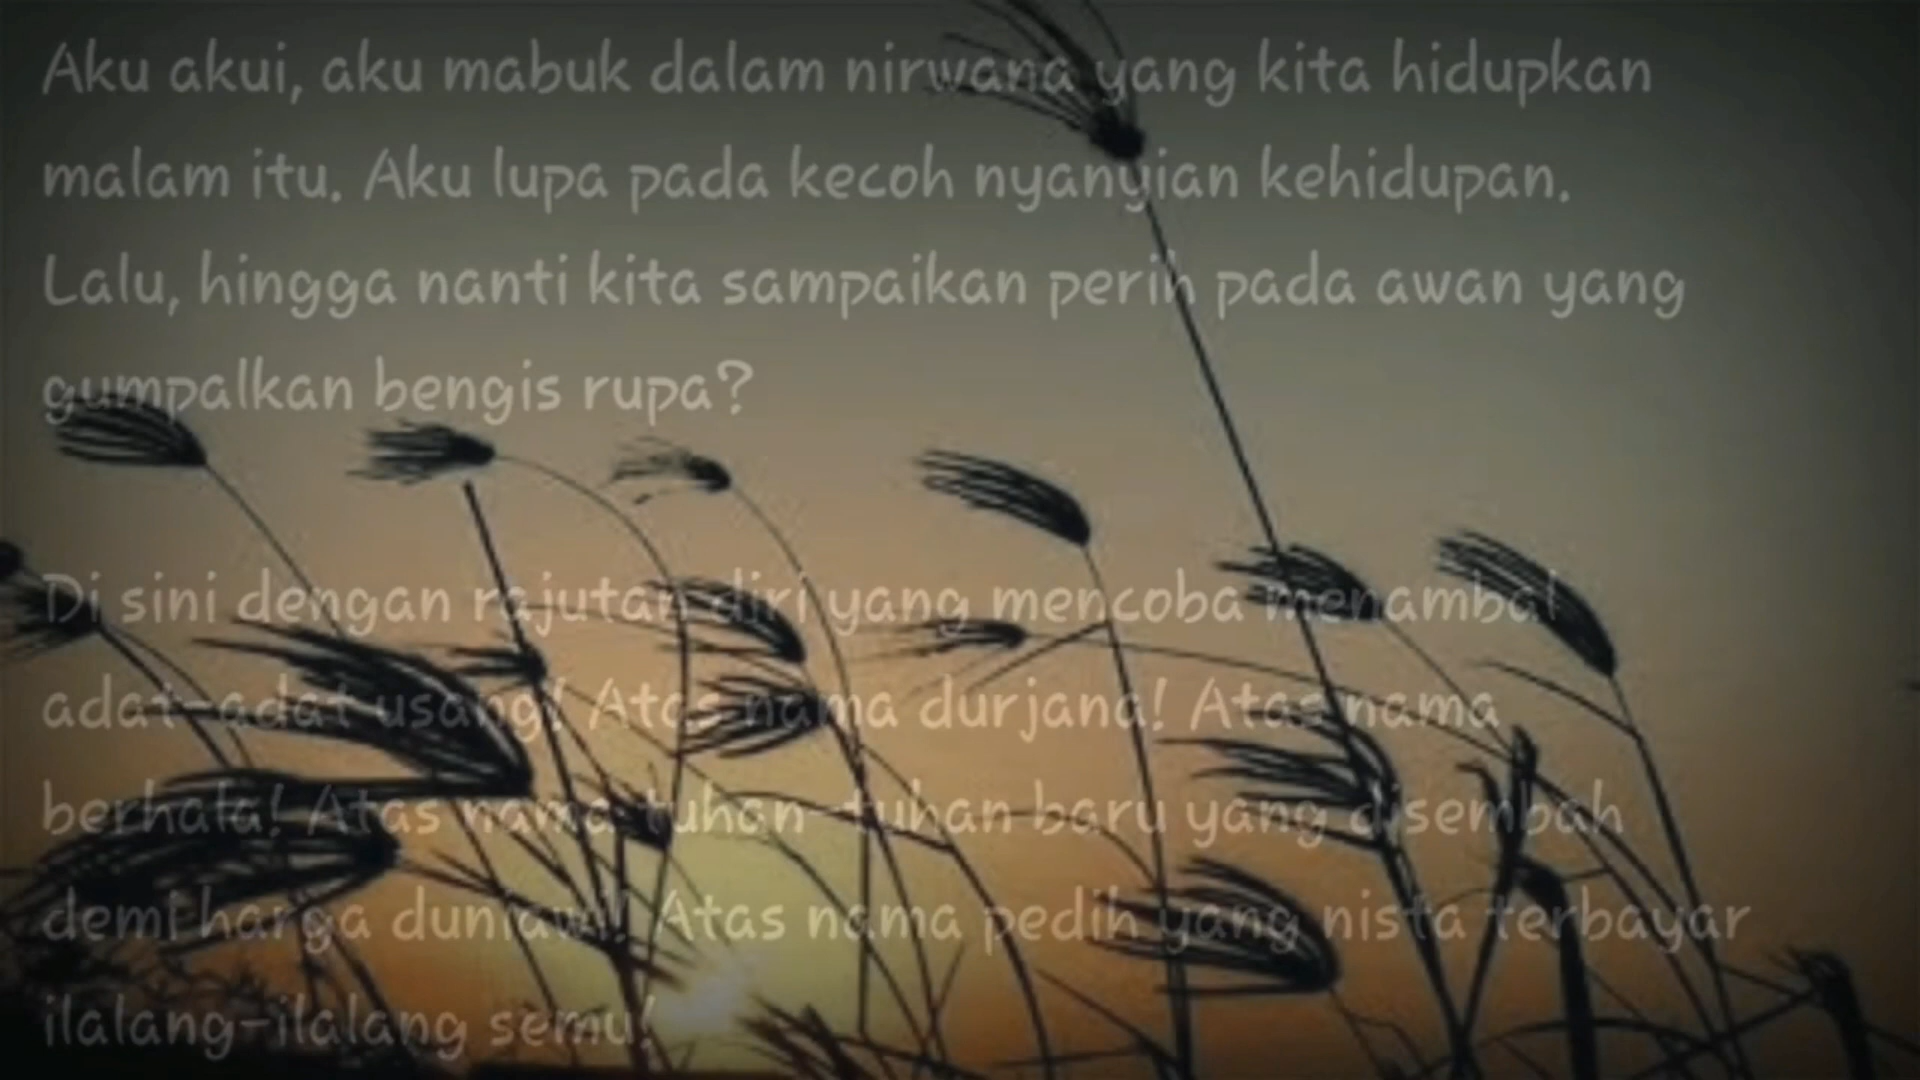 Aku akui, aku mabuk dalam nirwana yang kita hidupkan
malam itu. Aku lupa pada kecoh nyanyian kehidupan.
Lalu, hingga nanti kita sampaikan perih pada awan yang
gumpalkan bengis rupa?
Di sini dengan rajutan diri yang mencoba menambal
adat-adat usang! Atas nama durjana! Atas nama
berhala! Atas nama tuhan-tuhan baru yang disembah
demi harga duniawi! Atas nama pedih yang nista terbayar
ilalang-ilalang semu!